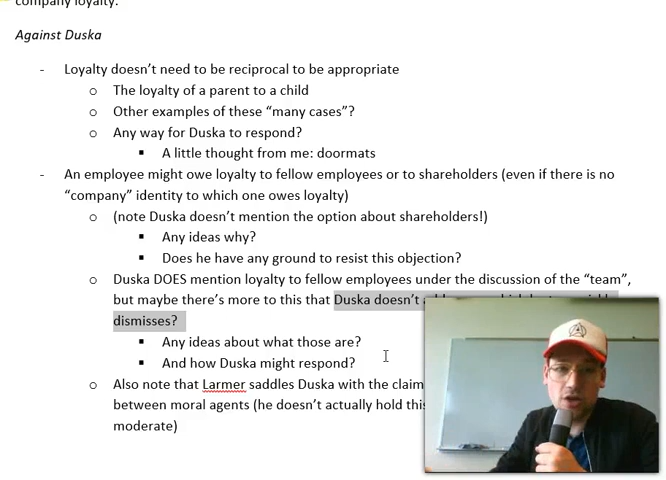 company loyalty.
Against Duska
- Loyalty doesn't need to be reciprocal to be appropriate
o The loyalty of a parent to a child
o Other examples of these “many cases”?
o Any way for Duska to respond?
▪ A little thought from me: doormats
- An employee might owe loyalty to fellow employees or to shareholders (even if there is no
“company” identity to which one owes loyalty)
o (note Duska doesn't mention the option about shareholders!)
▪ Any ideas why?
▪ Does he have any ground to resist this objection?
o Duska DOES mention loyalty to fellow employees under the discussion of the “team”,
but maybe there's more to this that Duska doesn't
dismisses?
▪ Any ideas about what those are?
▪ And how Duska might respond?
o Also note that Larmer saddles Duska with the claim
between moral agents (he doesn't actually hold this
moderate)